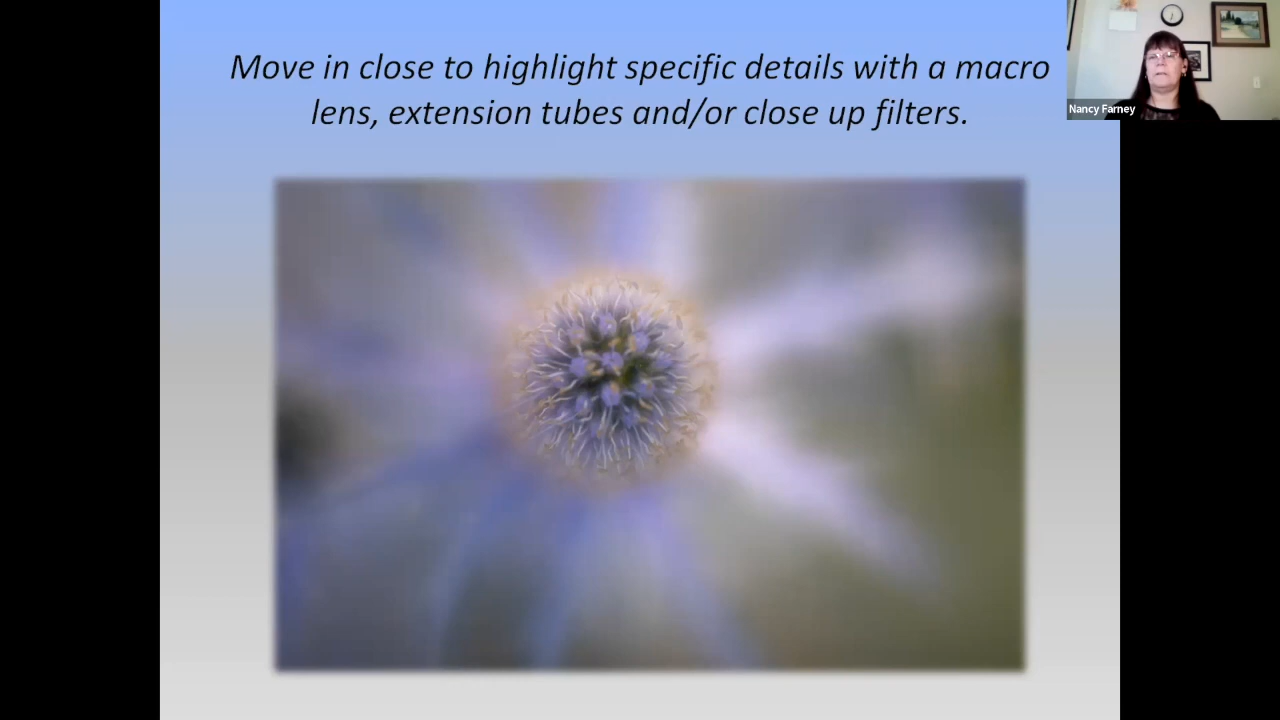 Move in close to highlight specific details with a macro
lens, extension tubes and/or close up filters.
Nancy Farney